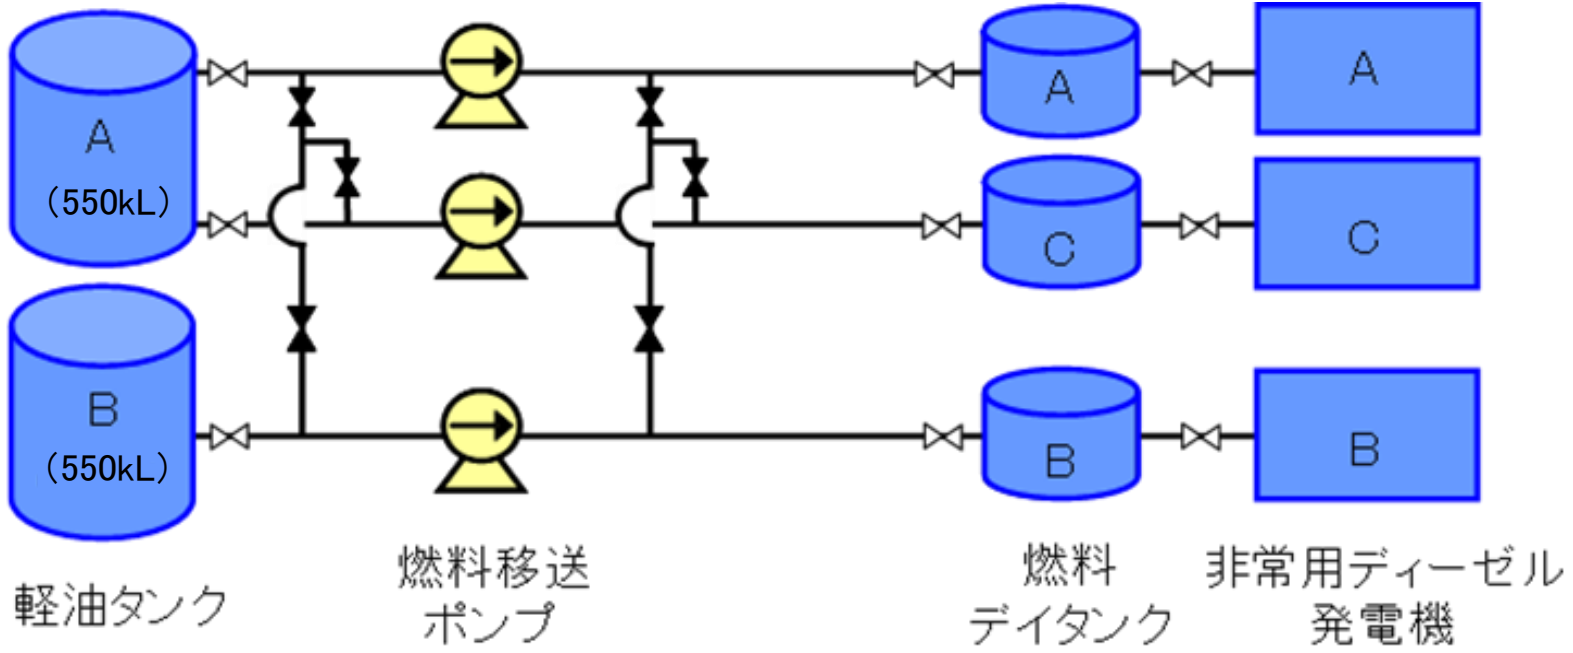 A
(550kL)
B
(550kL)
A
C
B
A
C
B
軽油タンク
燃料移送
ポンプ
燃料
デイタンク
非常用ディーゼル
発電機